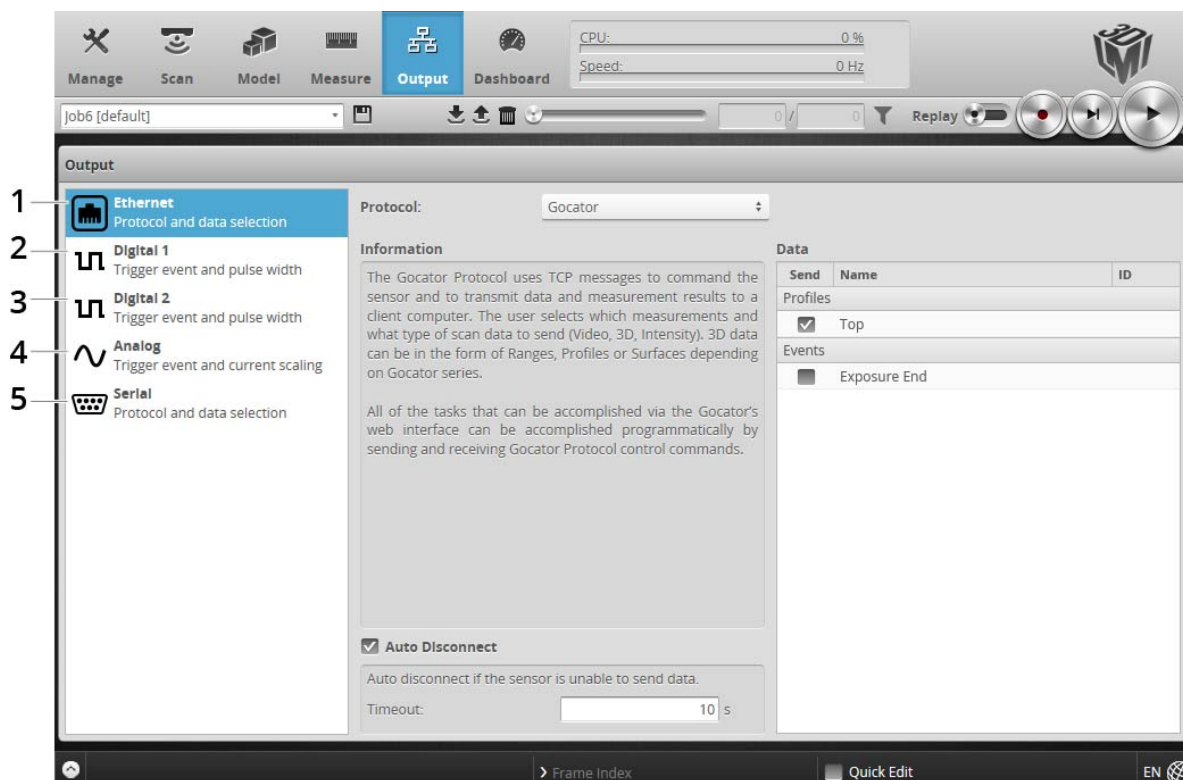 Manage
Scan
Model
Measure
Output
Dashboard
CPU:
0 %
Speed:
0 Hz
Job6 [default]
0 /
0
Replay
Output
1
Ethernet
Protocol and data selection
2
Digital 1
Trigger event and pulse width
3
Digital 2
Trigger event and pulse width
4
Analog
Trigger event and current scaling
5
Serial
Protocol and data selection
Protocol:
Gocator
Information
The Gocator Protocol uses TCP messages to command the
sensor and to transmit data and measurement results to a
client computer. The user selects which measurements and
what type of scan data to send (Video, 3D, Intensity). 3D data
can be in the form of Ranges, Profiles or Surfaces depending
on Gocator series.
All of the tasks that can be accomplished via the Gocator's
web interface can be accomplished programmatically by
sending and receiving Gocator Protocol control commands.
Auto Disconnect
Auto disconnect if the sensor is unable to send data.
Timeout:
10 s
Data
Send
Name
ID
Profiles
Top
Events
Exposure End
Frame Index
Quick Edit
EN